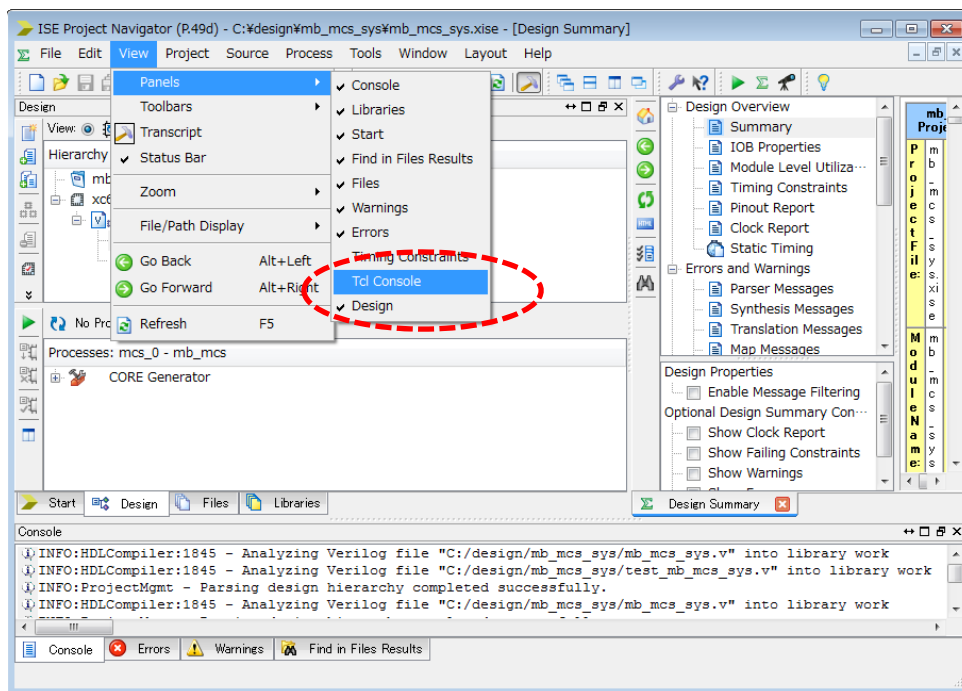 ISE Project Navigator (P.49d) - C:¥design¥mb_mcs_sys¥mb_mcs_sys.xise - [Design Summary]
File Edit View Project Source Process Tools Window Layout Help
Design
View:
Hierarchy
mb
xc6
No Pro
Processes: mcs_0 - mb_mcs
CORE Generator
Panels
Toolbars
Transcript
Status Bar
Zoom
File/Path Display
Go Back Alt+Left
Go Forward Alt+Right
Refresh F5
Console
Libraries
Start
Find in Files Results
Files
Warnings
Errors
Timing Constraints
Tcl Console
Design
Design Overview
Summary
IOB Properties
Module Level Utiliza···
Timing Constraints
Pinout Report
Clock Report
Static Timing
Errors and Warnings
Parser Messages
Synthesis Messages
Translation Messages
Map Messages
Design Properties
Enable Message Filtering
Optional Design Summary Con···
Show Clock Report
Show Failing Constraints
Show Warnings
mb_
Proje
Project File:
mb_mcs_sys.xise
Module Name:
mb_mcs_sys
Start Design Files Libraries
Design Summary
Console
INFO:HDLCompiler:1845 - Analyzing Verilog file "C:/design/mb_mcs_sys/mb_mcs_sys.v" into library work
INFO:HDLCompiler:1845 - Analyzing Verilog file "C:/design/mb_mcs_sys/test_mb_mcs_sys.v" into library work
INFO:ProjectMgmt - Parsing design hierarchy completed successfully.
INFO:HDLCompiler:1845 - Analyzing Verilog file "C:/design/mb_mcs_sys/mb_mcs_sys.v" into library work
Console Errors Warnings Find in Files Results